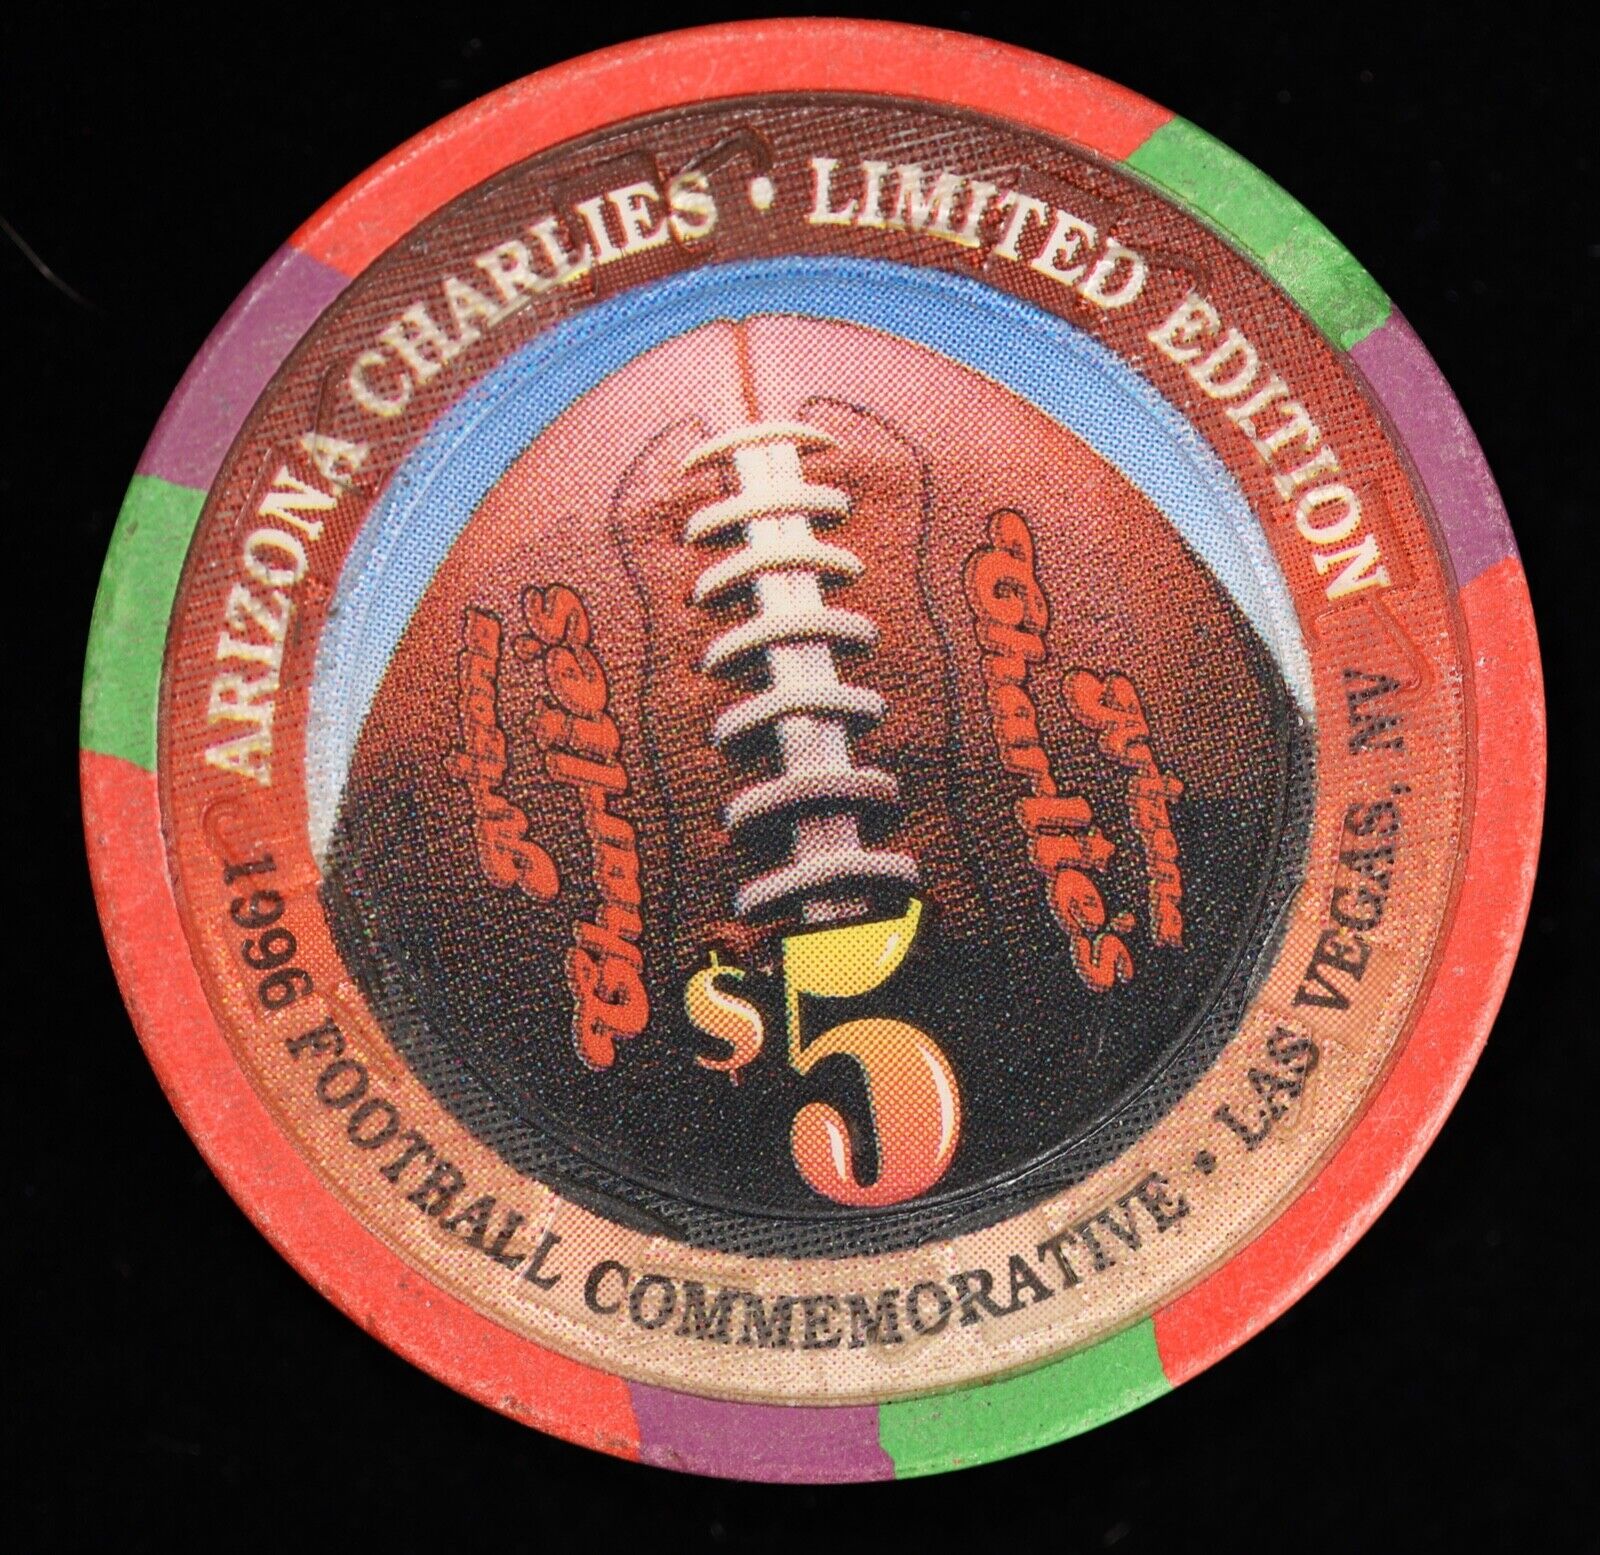 ARIZONA CHARLIES • LIMITED EDITION
Arizona
Charlie's
Arizona
Charlie's
$5
1996 FOOTBALL COMMEMORATIVE • LAS VEGAS, NV